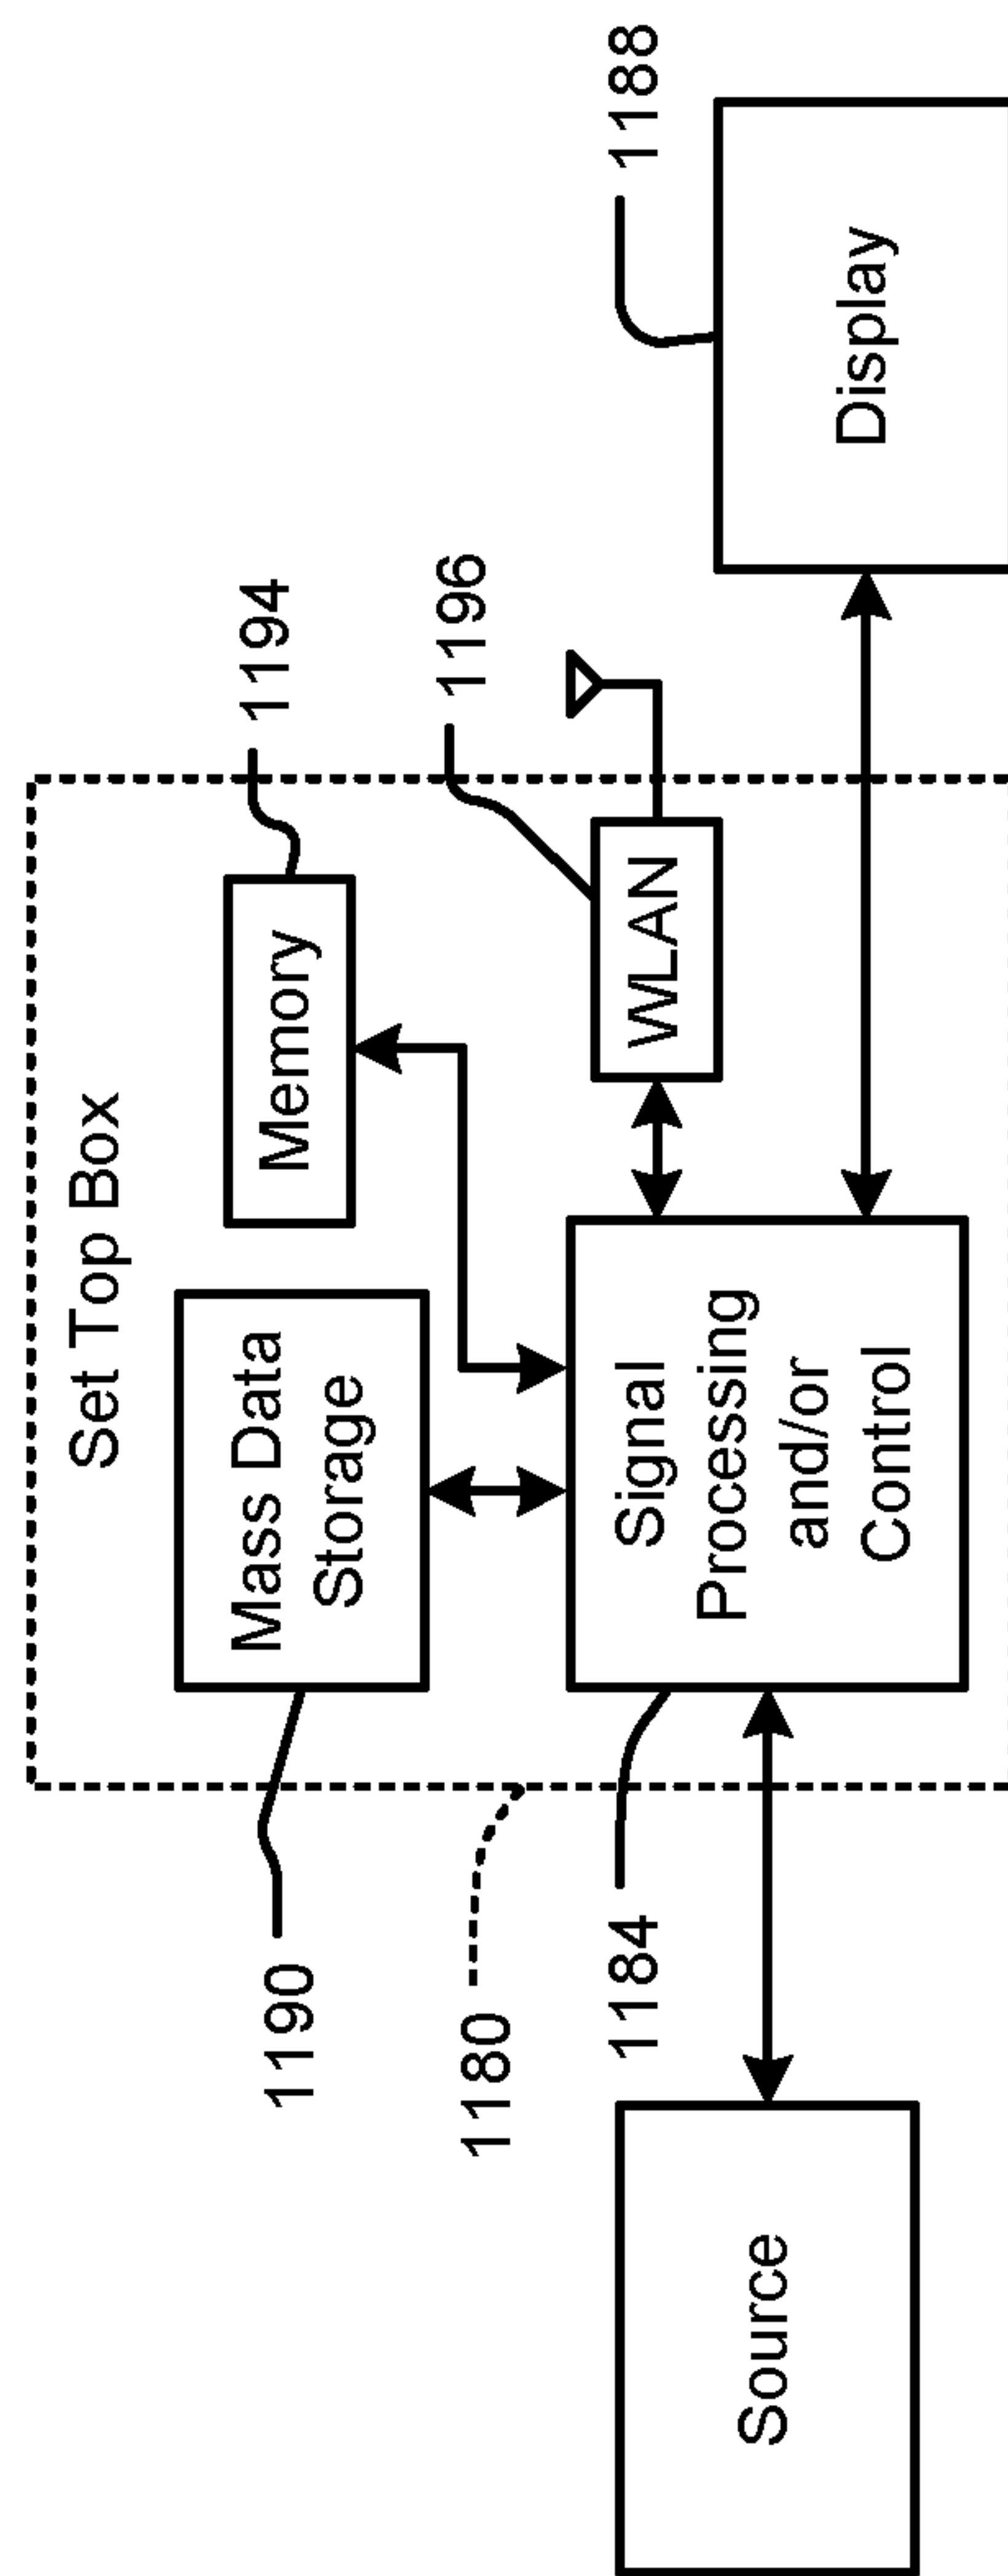 Set Top Box
1188
1194
1190
Mass Data
Storage
Memory
1196
1180
1184
Signal
Processing
and/or
Control
WLAN
Source
Display